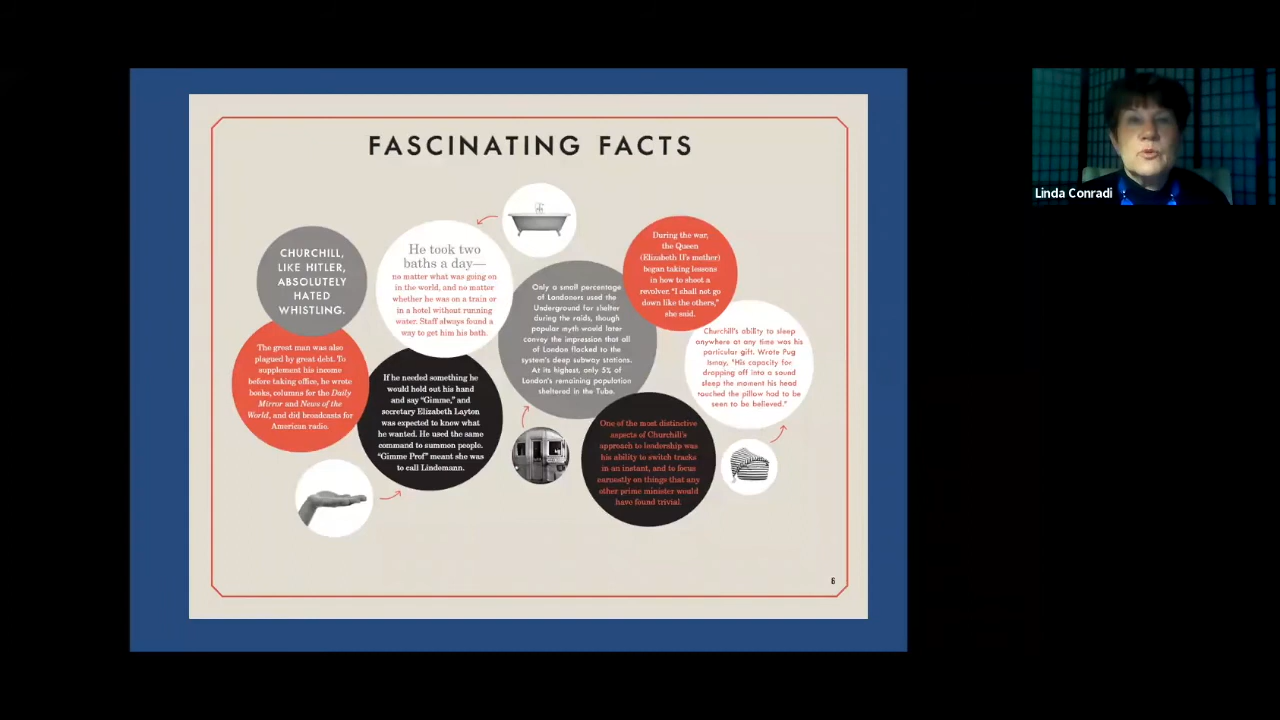 FASCINATING FACTS
CHURCHILL,
LIKE HITLER,
ABSOLUTELY
HATED
WHISTLING.
He took two
baths a day—
no matter what was going on
in the world, and no matter
whether he was on a train or
in a hotel without running
water. Staff always found a
way to get him his bath.
During the war,
the Queen
(Elizabeth II's mother)
began taking lessons
in how to shoot a
revolver. "I shall not go
down like the others,"
she said.
Only a small percentage
of Londoners used the
Underground for shelter
during the raids, though
popular myth would later
convey the impression that all
of London flocked to the
system's deep subway stations.
At its highest, only 5% of
London's remaining population
sheltered in the Tube.
Churchill's ability to sleep
anywhere at any time was his
particular gift. Wrote Pug
Ismay, "His capacity for
dropping off into a sound
sleep the moment his head
touched the pillow had to be
seen to be believed."
The great man was also
plagued by great debt. To
supplement his income
before taking office, he wrote
books, columns for the Daily
Mirror and News of the
World, and did broadcasts for
American radio.
If he needed something he
would hold out his hand
and say "Gimme," and
secretary Elizabeth Layton
was expected to know what
he wanted. He used the same
command to summon people.
"Gimme Prof" meant she was
to call Lindemann.
One of the most distinctive
aspects of Churchill's
approach to leadership was
his ability to switch tracks
in an instant, and to focus
earnestly on things that any
other prime minister would
have found trivial.
6
Linda Conradi